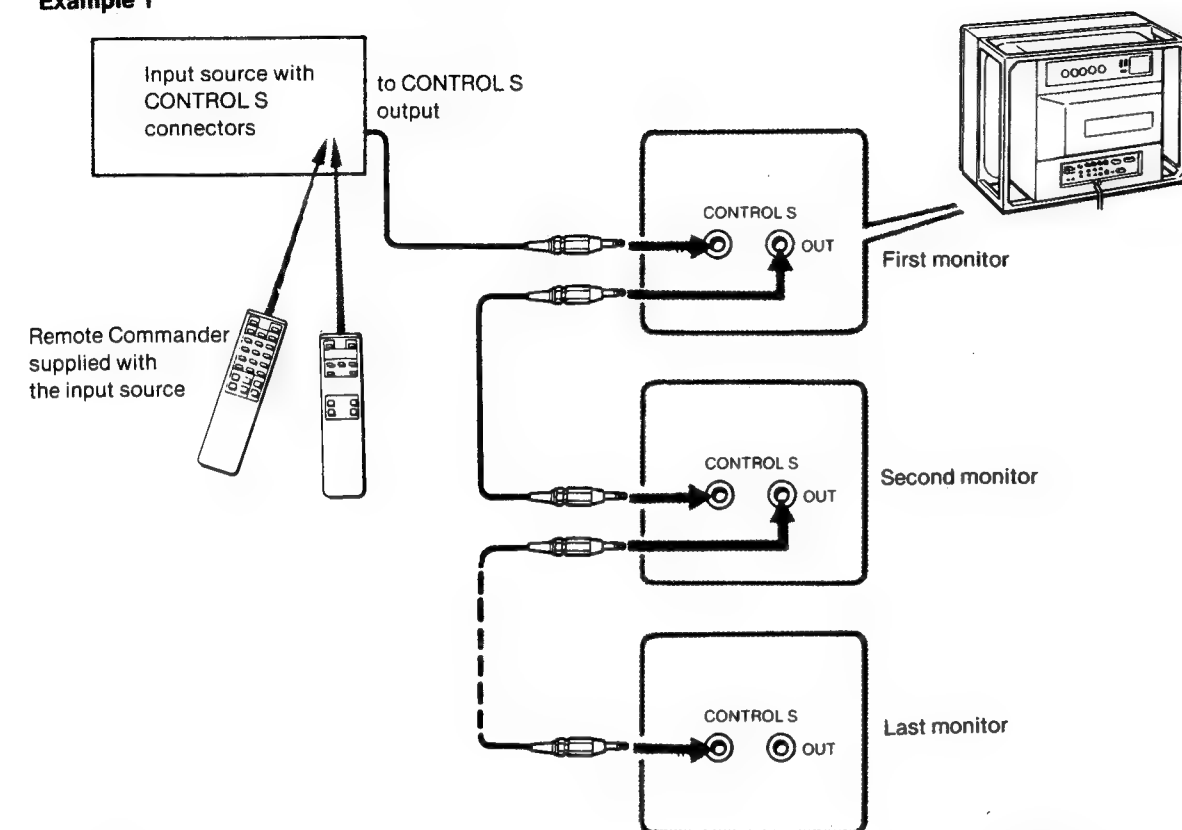 Example 1
Input source with
CONTROL S
connectors
to CONTROL S
output
CONTROL S
OUT
First monitor
Remote Commander
supplied with
the input source
CONTROL S
OUT
Second monitor
CONTROL S
OUT
Last monitor